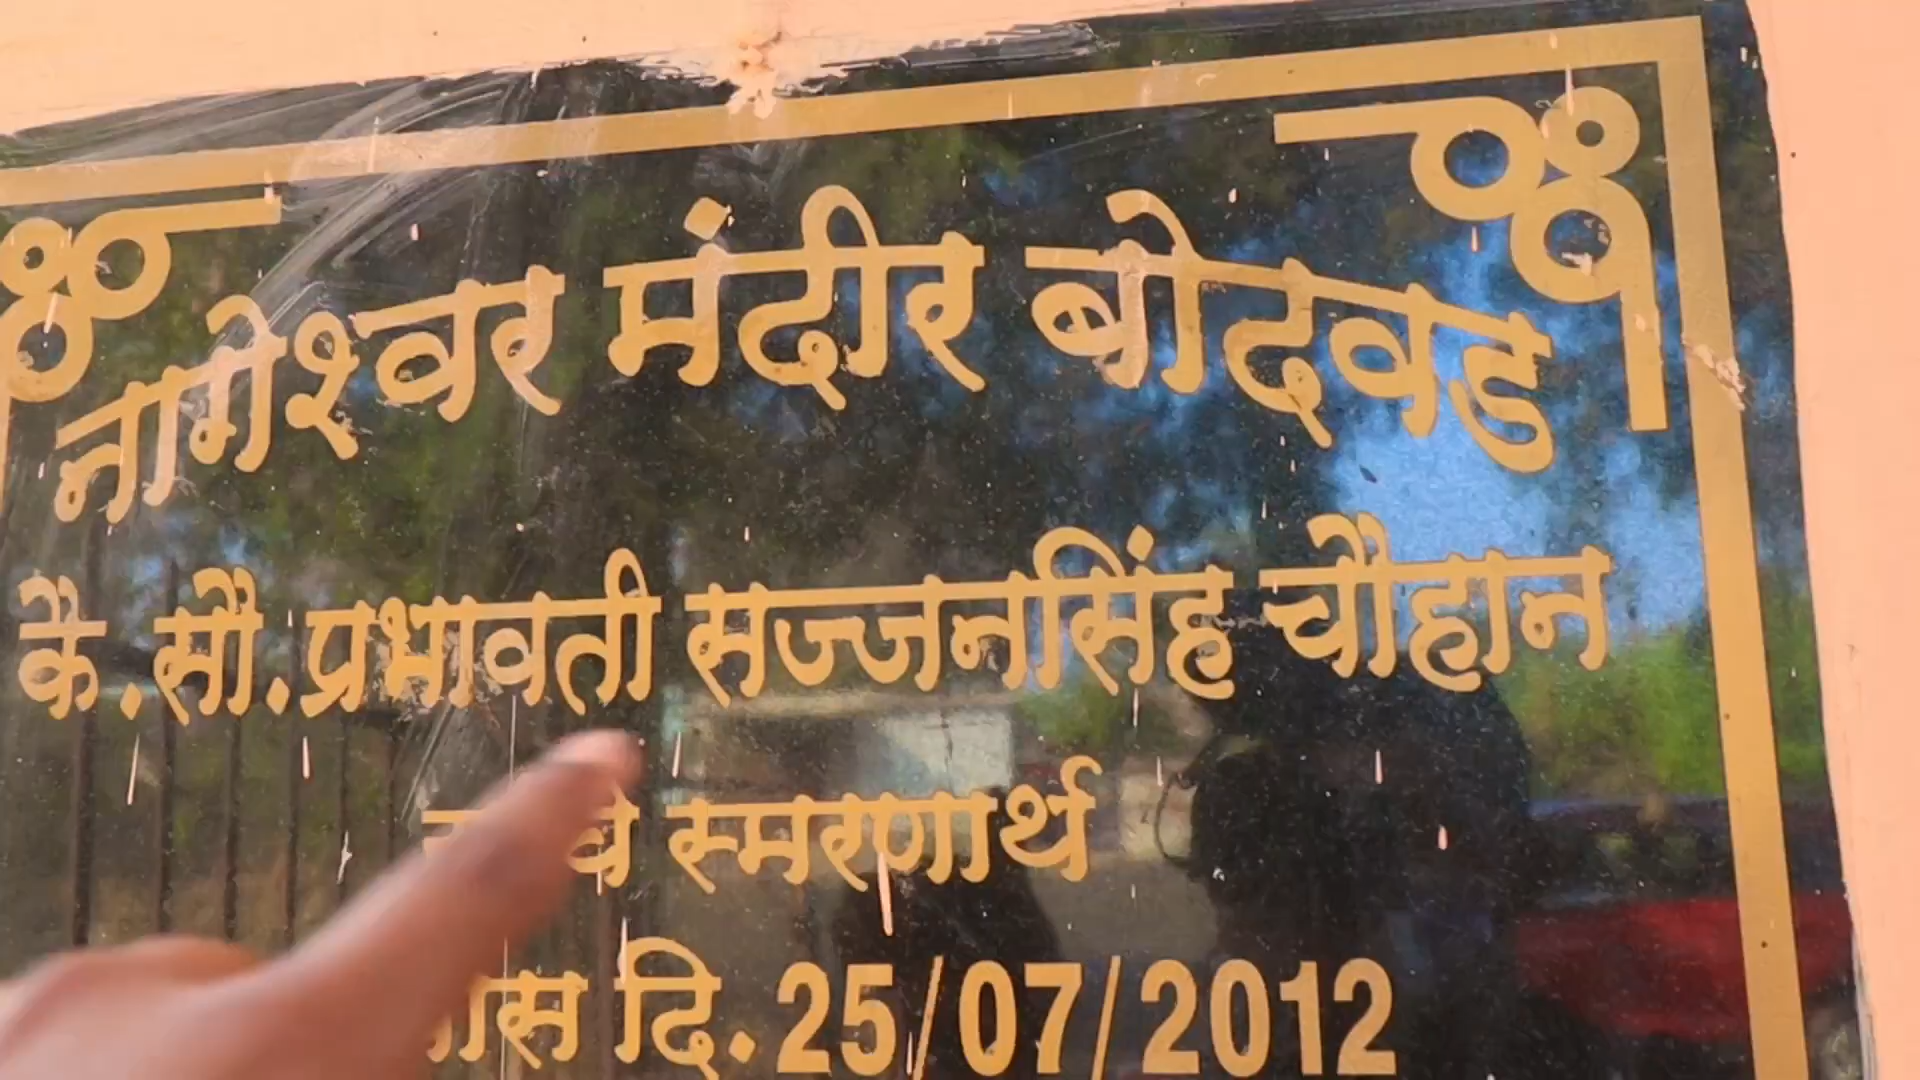 नागेश्वर मंदीर बोदवड
कै.सौ.प्रभावती सज्जनसिंह चौहान
स्मरणार्थ
दि.25/07/2012